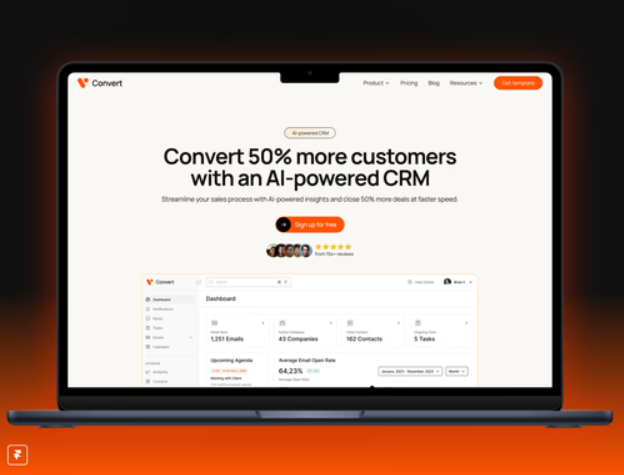 Convert
Product
Pricing
Blog
Resources
Get template
AI-powered CRM
Convert 50% more customers
with an AI-powered CRM
Streamline your sales process with AI-powered insights and close 50% more deals at faster speed.
Sign up for free
Convert
Search
Help Center
Dashboard
Dashboard
Notifications
Notes
Tasks
Emails
Calendars
Analytics
Contacts
Email Sent
1,251 Emails
Active Company
43 Companies
Total Contact
162 Contacts
Ongoing Task
5 Tasks
Upcoming Agenda
Meeting with Client
Average Email Open Rate
64,23%
Average Open Rate
January, 2023 - December, 2023
Month